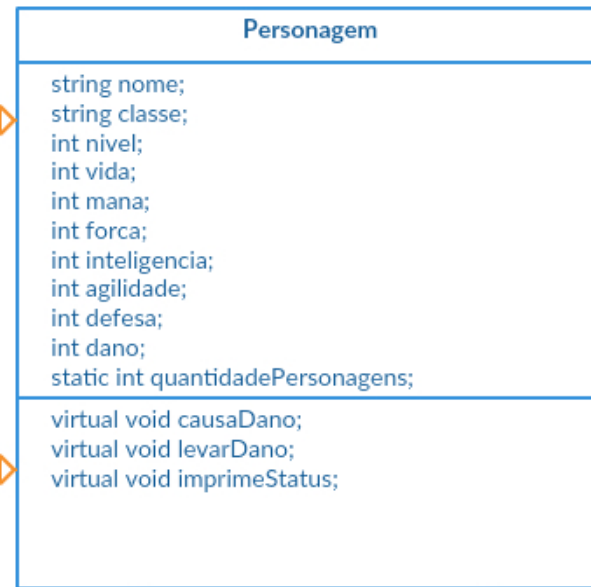 Personagem
string nome;
string classe;
int nivel;
int vida;
int mana;
int forca;
int inteligencia;
int agilidade;
int defesa;
int dano;
static int quantidadePersonagens;
virtual void causaDano;
virtual void levarDano;
virtual void imprimeStatus;